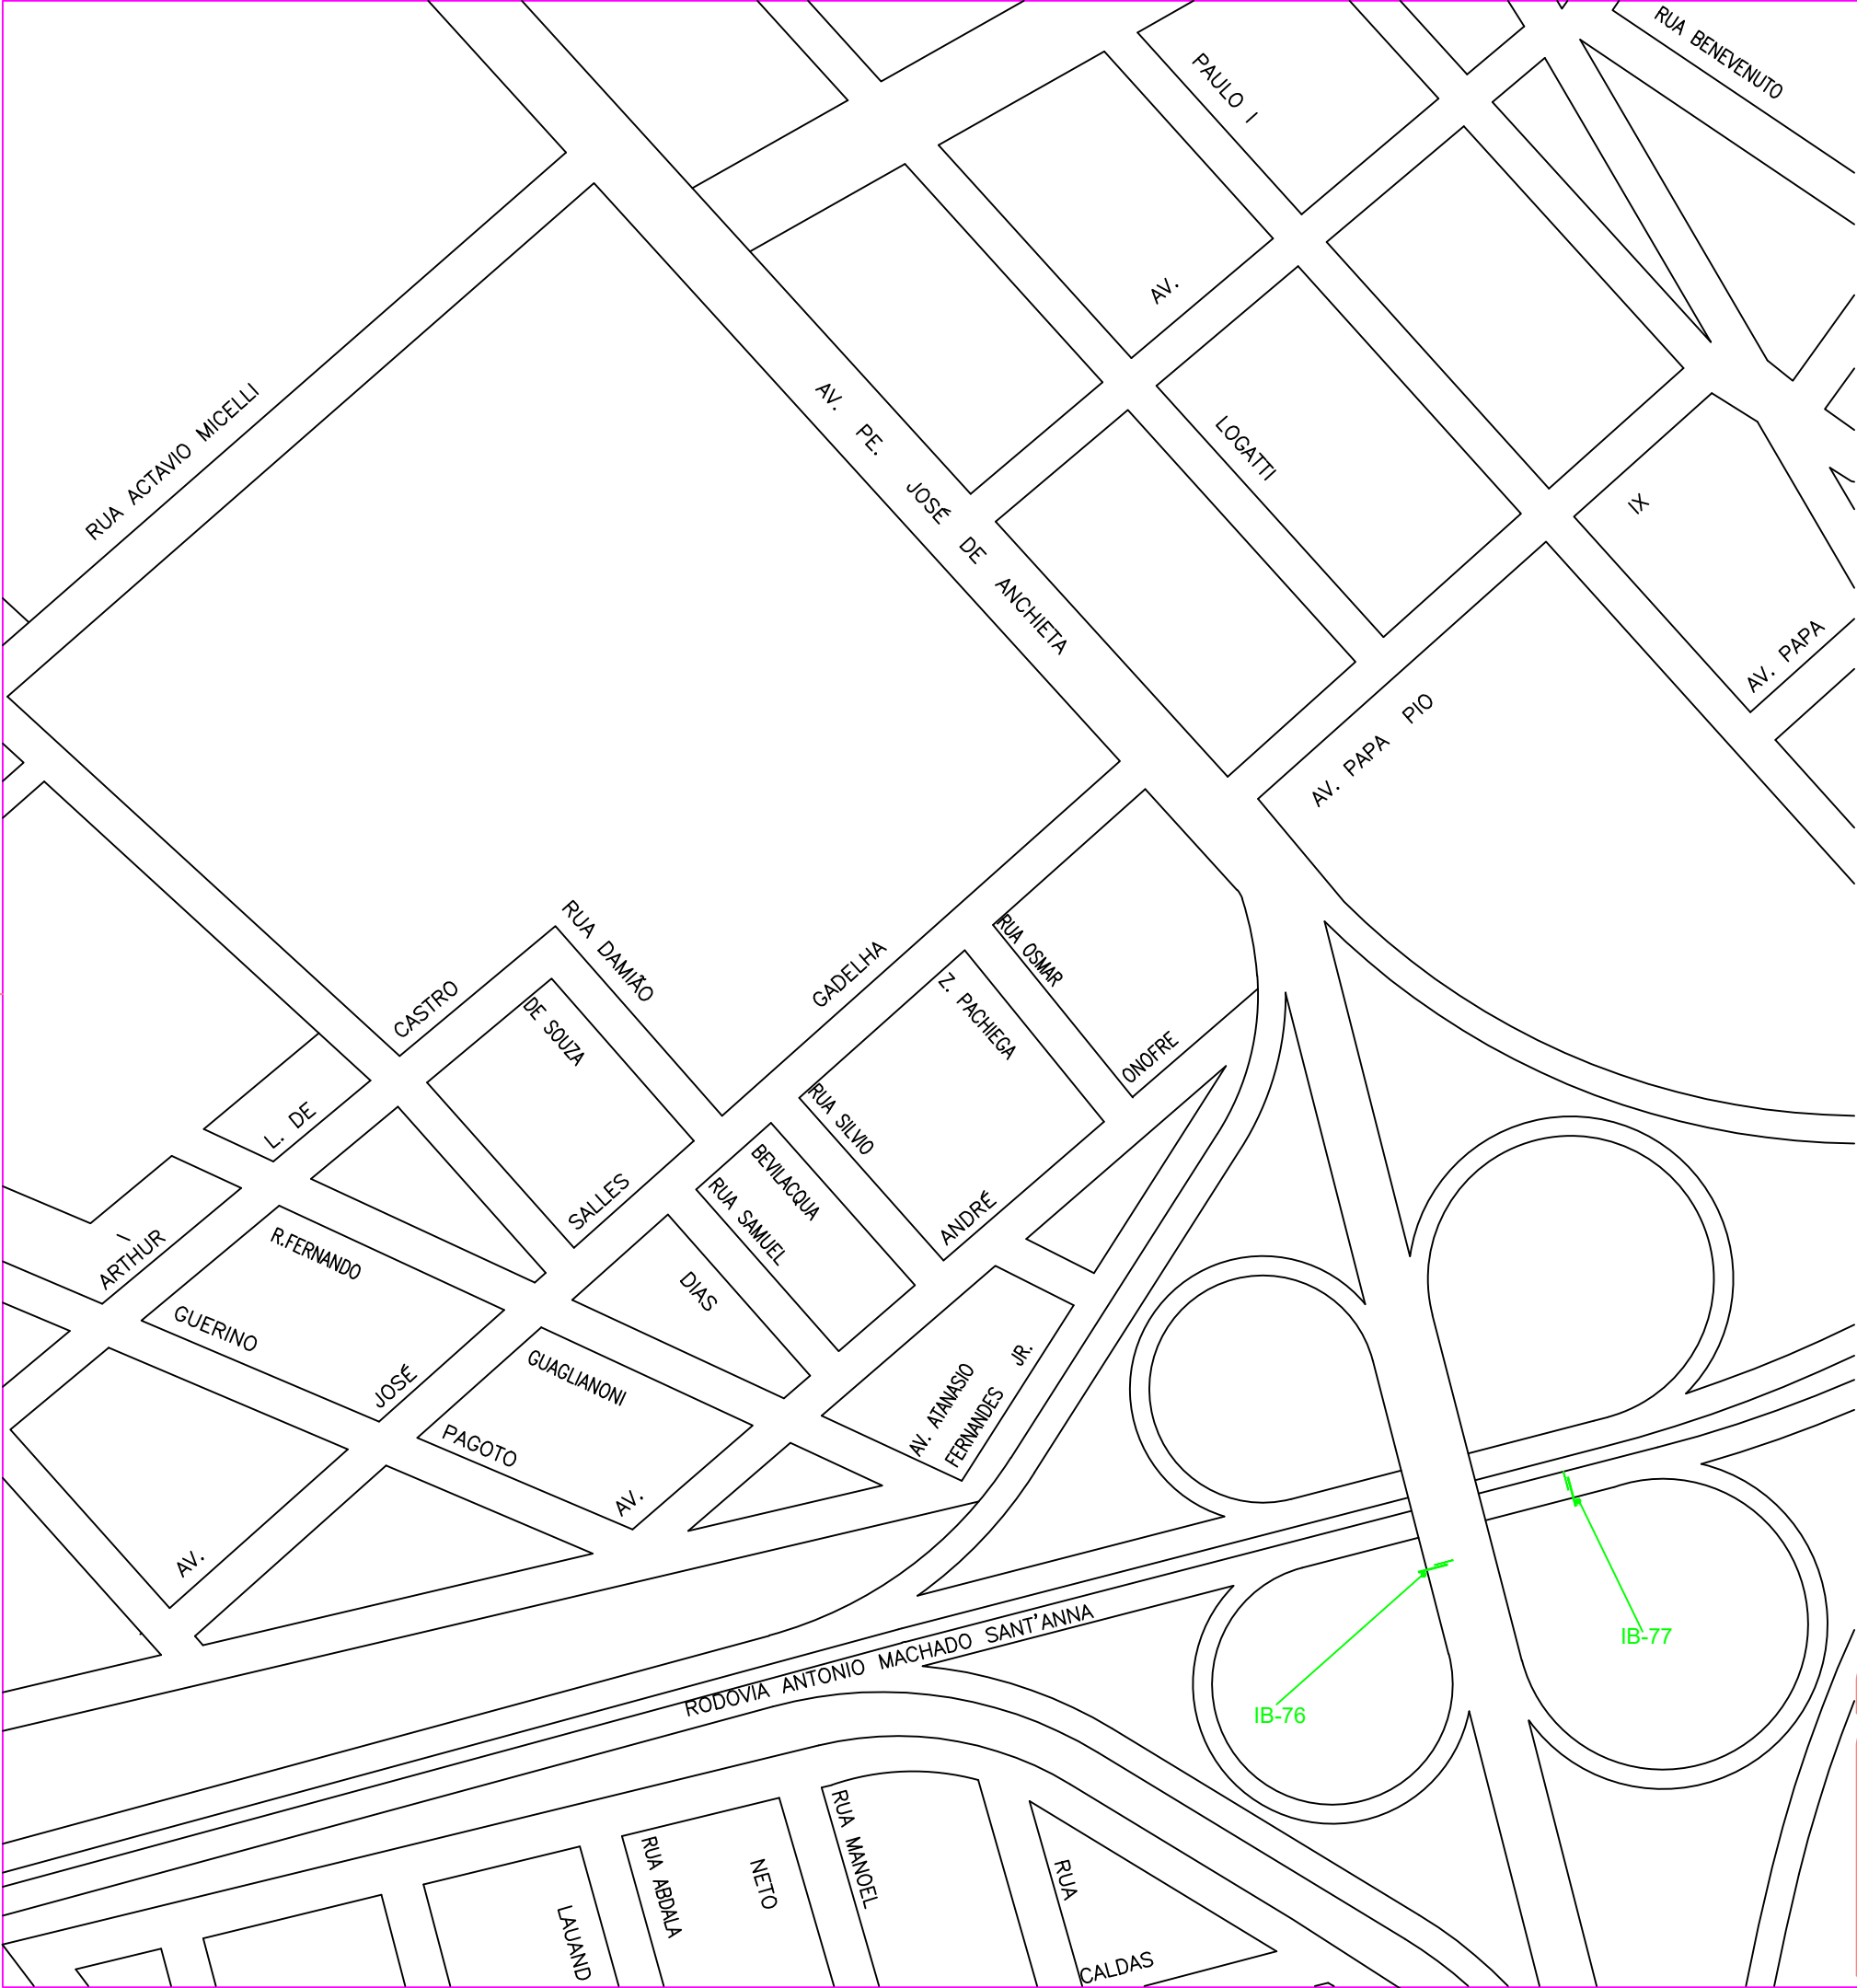 RUA BENEVENUTO
PAULO I
AV.
RUA ACTAVIO MICELLI
AV. PE. JOSÉ DE ANCHIETA
LOGATTI
IX
AV. PAPA
AV. PAPA PIO
RUA DAMIÃO
CASTRO
DE SOUZA
GADELHA
RUA OSMAR
Z. PACHIEGA
ONOFRE
L. DE
RUA SILVIO
BEVILACQUA
RUA SAMUEL
SALLES
ANDRÉ
ARTHUR
R.FERNANDO
DIAS
GUERINO
JOSÉ
GUAGLIANONI
JR.
AV. ATANASIO
FERNANDES
PAGOTO
AV.
AV.
RODOVIA ANTONIO MACHADO SANT'ANNA
IB-77
IB-76
RUA MANOEL
RUA ABDALA
NETO
RUA
LAUAND
CALDAS